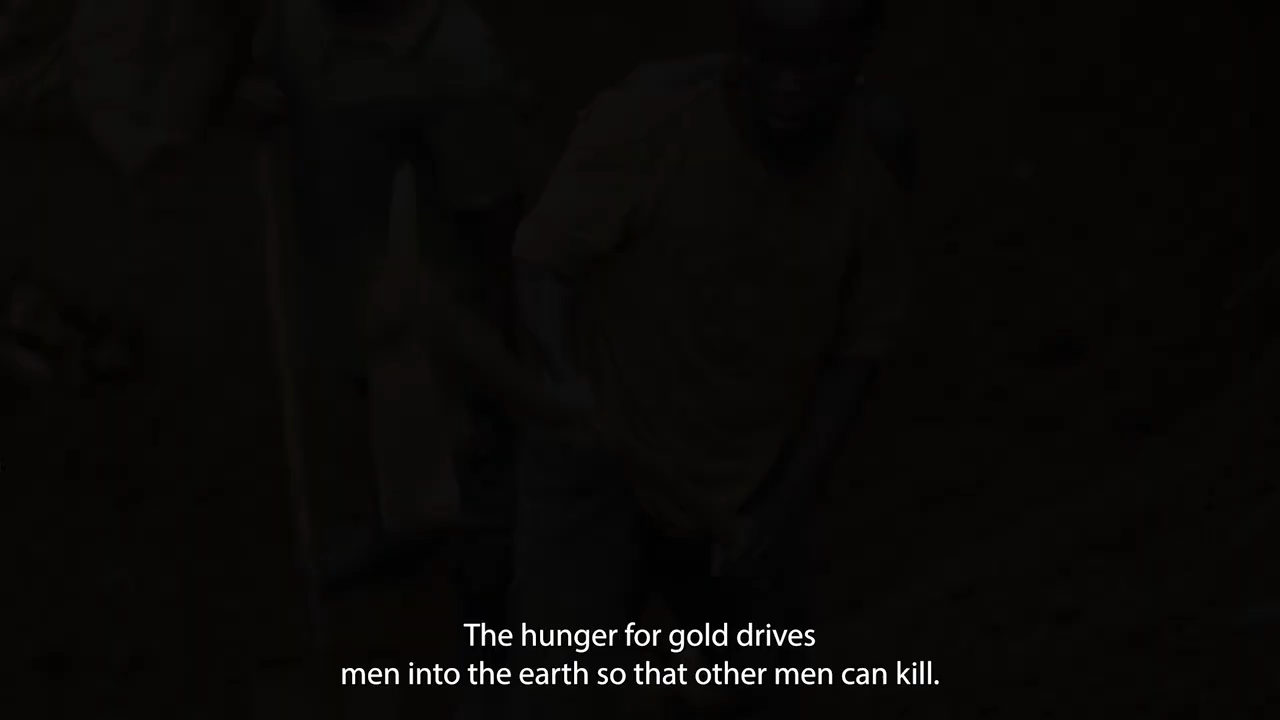 The hunger for gold drives
men into the earth so that other men can kill.